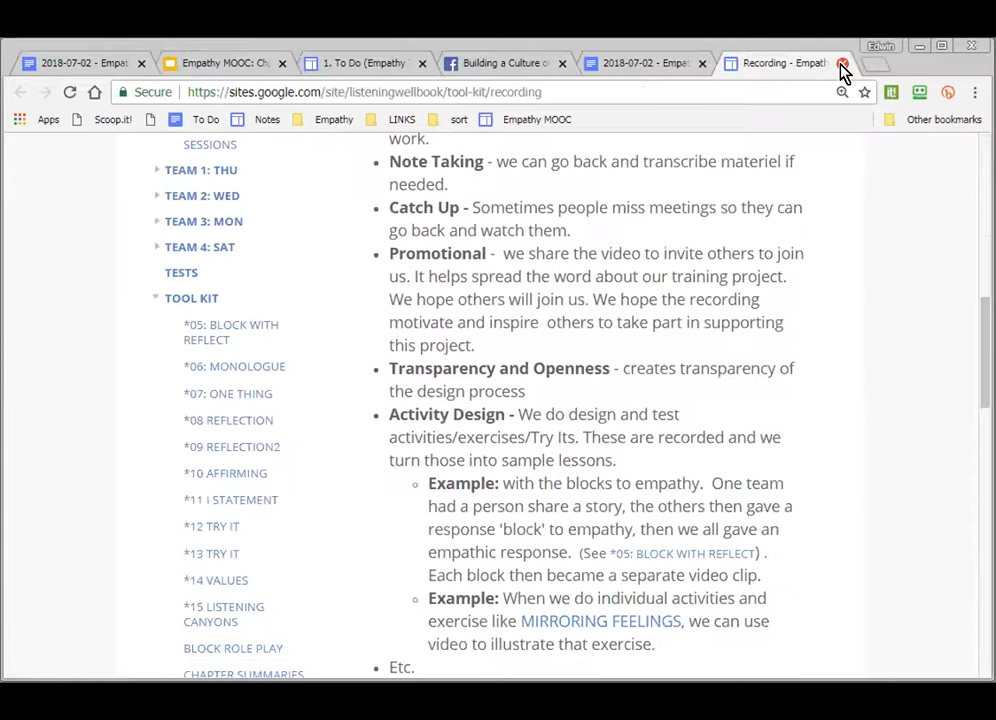 Edwin
2018-07-02 - Empat
Empathy MOOC: Ch
1. To Do (Empathy
Building a Culture o
2018-07-02 - Empat
Recording - Empath
Secure
https://sites.google.com/site/listeningwellbook/tool-kit/recording
Apps
Scoop.it!
To Do
Notes
Empathy
LINKS
sort
Empathy MOOC
Other bookmarks
SESSIONS
TEAM 1: THU
TEAM 2: WED
TEAM 3: MON
TEAM 4: SAT
TESTS
TOOL KIT
*05: BLOCK WITH
REFLECT
*06: MONOLOGUE
*07: ONE THING
*08 REFLECTION
*09 REFLECTION2
*10 AFFIRMING
*11 I STATEMENT
*12 TRY IT
*13 TRY IT
*14 VALUES
*15 LISTENING
CANYONS
BLOCK ROLE PLAY
CHAPTER SUMMARIES
work.
• Note Taking - we can go back and transcribe materiel if
needed.
• Catch Up - Sometimes people miss meetings so they can
go back and watch them.
• Promotional - we share the video to invite others to join
us. It helps spread the word about our training project.
We hope others will join us. We hope the recording
motivate and inspire others to take part in supporting
this project.
• Transparency and Openness - creates transparency of
the design process
• Activity Design - We do design and test
activities/exercises/Try Its. These are recorded and we
turn those into sample lessons.
◦ Example: with the blocks to empathy. One team
had a person share a story, the others then gave a
response 'block' to empathy, then we all gave an
empathic response. (See *05: BLOCK WITH REFLECT) .
Each block then became a separate video clip.
◦ Example: When we do individual activities and
exercise like MIRRORING FEELINGS, we can use
video to illustrate that exercise.
• Etc.